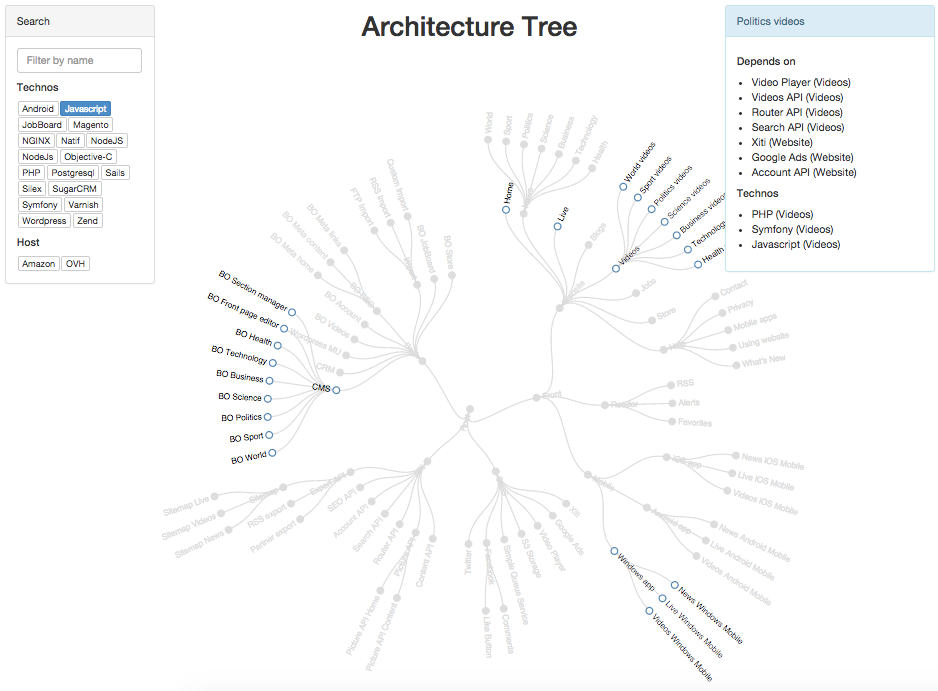 Search
Filter by name
Technos
Android Javascript
JobBoard Magento
NGINX Natif NodeJS
NodeJs Objective-C
PHP Postgresql Sails
Silex SugarCRM
Symfony Varnish
Wordpress Zend
Host
Amazon OVH
Architecture Tree
Politics videos
Depends on
Video Player (Videos)
Videos API (Videos)
Router API (Videos)
Search API (Videos)
Xiti (Website)
Google Ads (Website)
Account API (Website)
Technos
PHP (Videos)
Symfony (Videos)
Javascript (Videos)
World
Sport
Politics
Science
Business
Technology
Health
Home
Live
Blogs
Videos
World videos
Sport videos
Politics videos
Science videos
Business videos
Health
Jobs
Store
Contact
Privacy
Mobile apps
Using website
What's New
Front
RSS
Alerts
Favorites
iOS app
News IOS Mobile
Live IOS Mobile
Videos IOS Mobile
Mobile
Android app
News Android Mobile
Live Android Mobile
Videos Android Mobile
Windows app
News Windows Mobile
Live Windows Mobile
Videos Windows Mobile
Xiti
Google Ads
Video Player
S3 Storage
Simple Queue Service
Facebook
Comments
Like Button
Twitter
Content API
Picture API
Picture API Content
Picture API Home
Router API
Search API
Account API
SEO API
Export API
Partner export
RSS export
Sitemap
Sitemap News
Sitemap Videos
Sitemap Live
CMS
BO World
BO Sport
BO Politics
BO Science
BO Business
BO Technology
BO Health
BO Front page editor
BO Section manager
CRM
Wordpress MU
BO Videos
BO Account
BO Meta home
BO Meta content
BO Meta links
FTP Import
RSS Import
Custom Import
BO JobBoard
BO Store